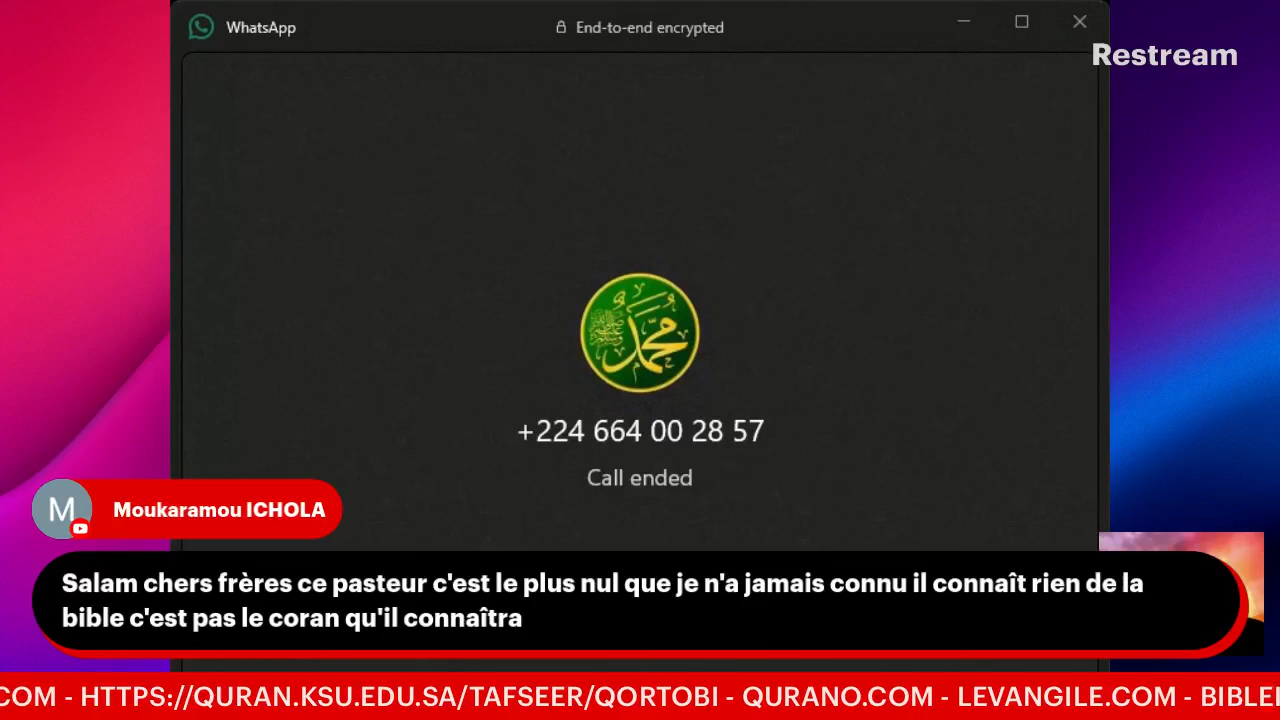 WhatsApp
End-to-end encrypted
Restream
محمد
+224 664 00 28 57
Call ended
M
Moukaramou ICHOLA
Salam chers frères ce pasteur c'est le plus nul que je n'a jamais connu il connaît rien de la
bible c'est pas le coran qu'il connaîtra
COM - HTTPS://QURAN.KSU.EDU.SA/TAFSEER/QORTOBI - QURANO.COM - LEVANGILE.COM - BIBLE